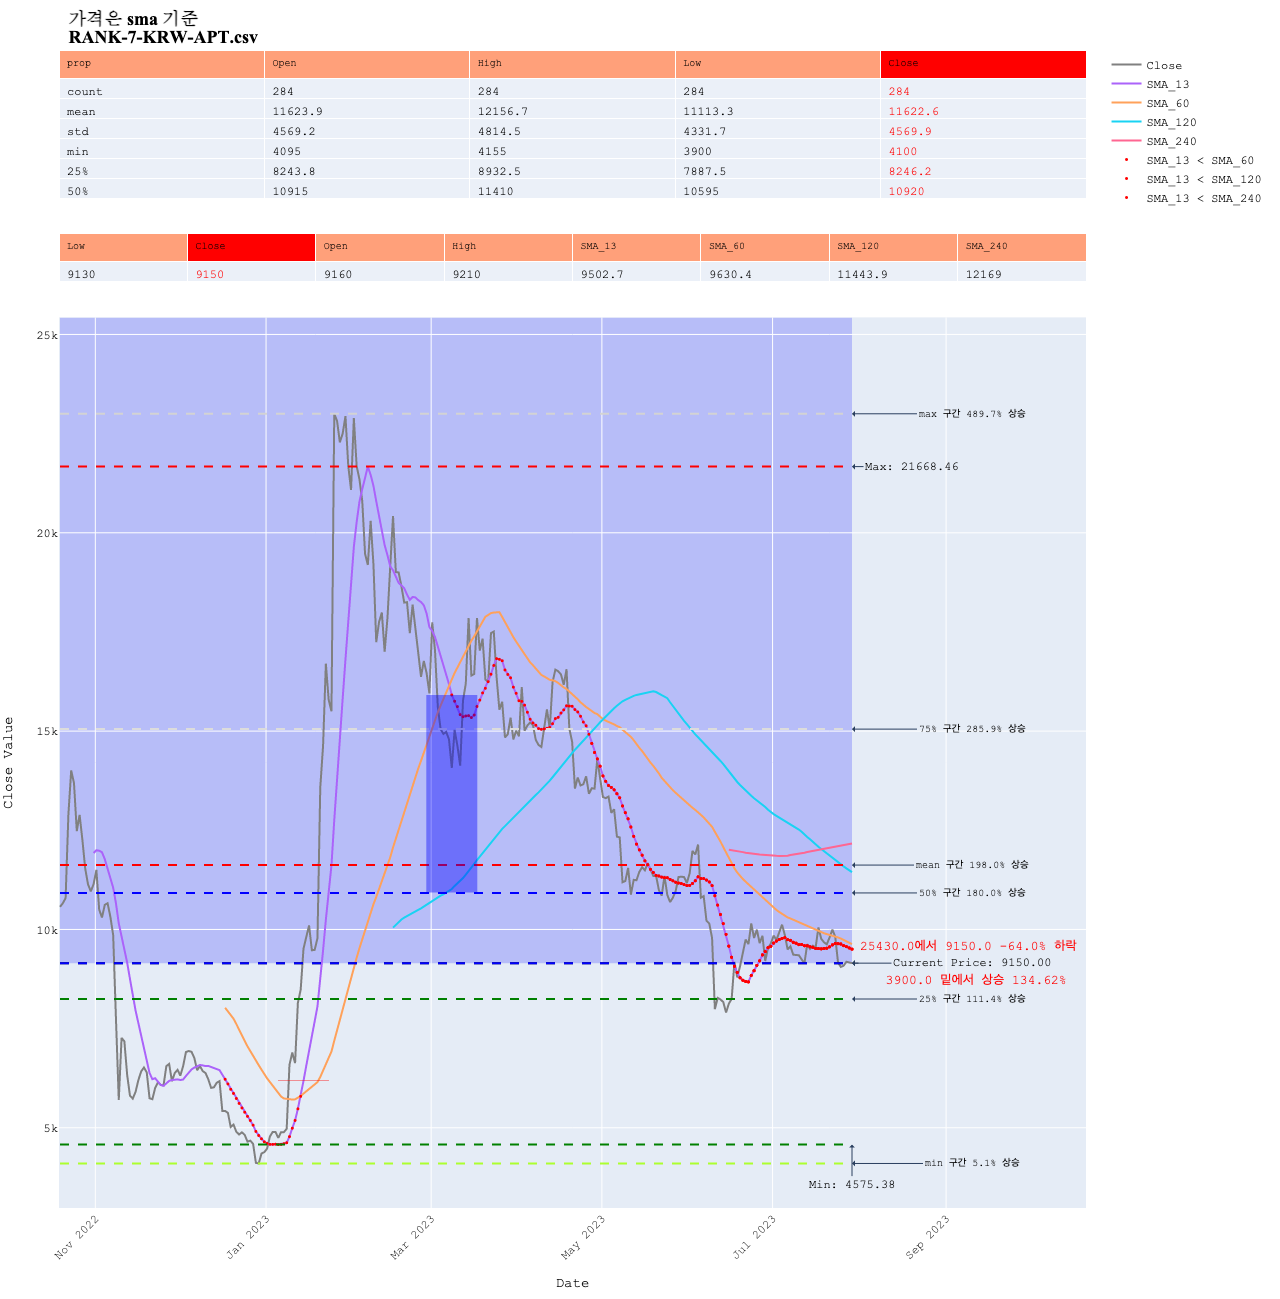 가격은 sma 기준
RANK-7-KRW-APT.csv
prop Open High Low Close
count 284 284 284 284
mean 11623.9 12156.7 11113.3 11622.6
std 4569.2 4814.5 4331.7 4569.9
min 4095 4155 3900 4100
25% 8243.8 8932.5 7887.5 8246.2
50% 10915 11410 10595 10920
Low Close Open High SMA_13 SMA_60 SMA_120 SMA_240
9130 9150 9160 9210 9502.7 9630.4 11443.9 12169
Close
SMA_13
SMA_60
SMA_120
SMA_240
SMA_13 < SMA_60
SMA_13 < SMA_120
SMA_13 < SMA_240
25k
20k
15k
10k
5k
Close Value
max 구간 489.7% 상승
Max: 21668.46
75% 구간 285.9% 상승
mean 구간 198.0% 상승
50% 구간 180.0% 상승
25430.0에서 9150.0 -64.0% 하락
Current Price: 9150.00
3900.0 밑에서 상승 134.62%
25% 구간 111.4% 상승
min 구간 5.1% 상승
Min: 4575.38
Nov 2022
Jan 2023
Mar 2023
May 2023
Jul 2023
Sep 2023
Date